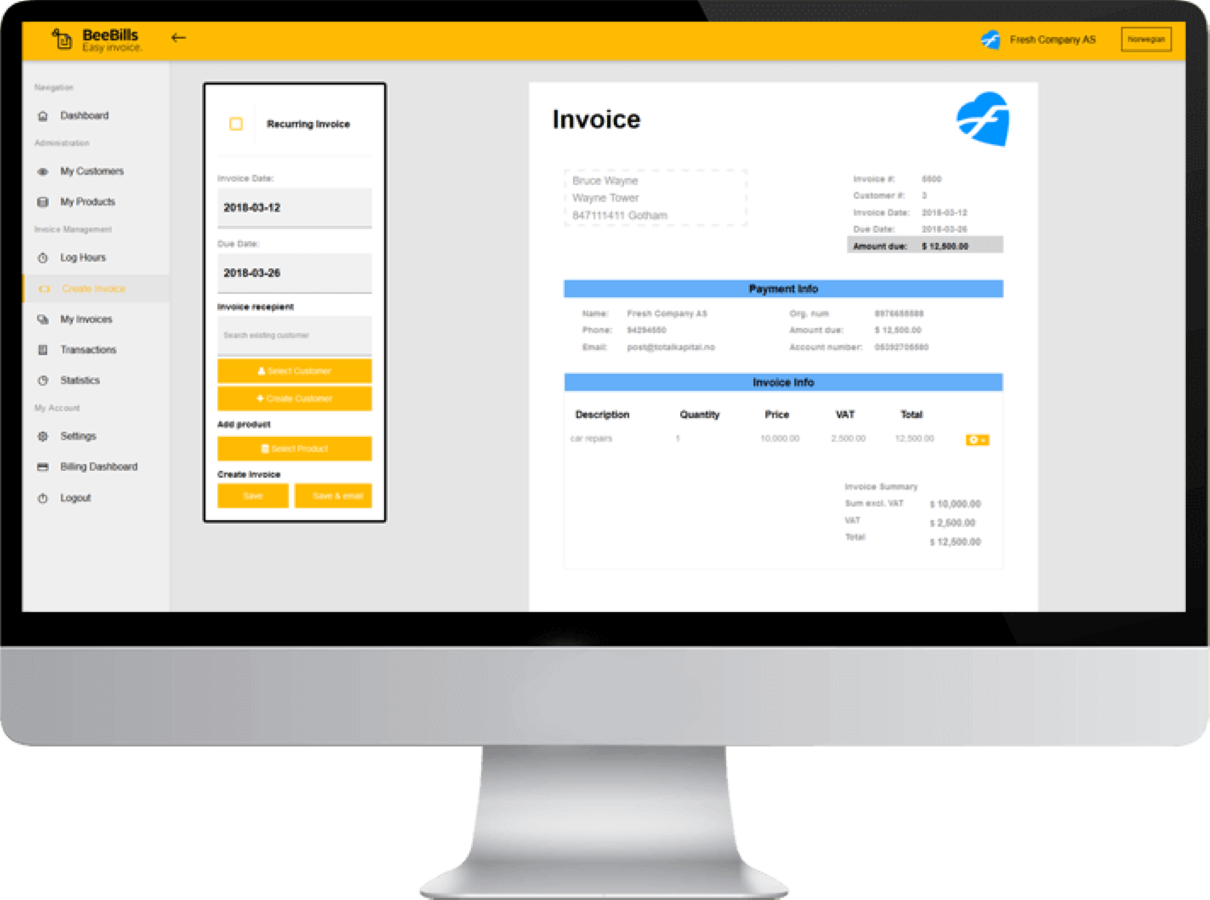 BeeBills
Easy invoice.
Fresh Company AS
Norwegian
Navigation
Dashboard
Administration
My Customers
My Products
Invoice Management
Log Hours
Create Invoice
My Invoices
Transactions
Statistics
My Account
Settings
Billing Dashboard
Logout
Recurring Invoice
Invoice Date:
2018-03-12
Due Date:
2018-03-26
Invoice recepient
Search existing customer
Select Customer
Create Customer
Add product
Select Product
Create Invoice
Save Save & email
Invoice
Bruce Wayne
Wayne Tower
847111411 Gotham
Invoice #: 5500
Customer #: 3
Invoice Date: 2018-03-12
Due Date: 2018-03-26
Amount due: $ 12,500.00
Payment Info
Name: Fresh Company AS Org. num
Phone: 94294550 Amount due: $ 12,500.00
Email: post@totalkapital.no Account number: 05392705580
Invoice Info
Description Quantity Price VAT Total
car repairs 1 10,000.00 2,500.00 12,500.00
Invoice Summary
Sum excl. VAT $ 10,000.00
VAT $ 2,500.00
Total $ 12,500.00